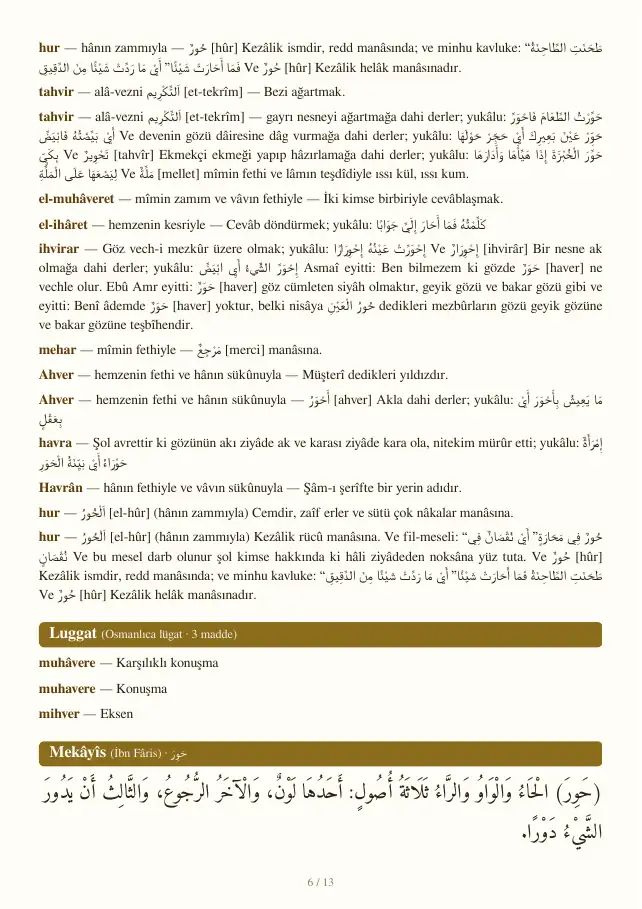 hur — hânın zammıyla — حُورٌ [hûr] Kezâlik ismdir, redd manâsında; ve minhu kavluke: “طَحَنَتِ الطَّاحِنَةُ
فَمَا أَحَارَتْ شَيْئًا” أَيْ مَا رَدَّتْ شَيْئًا مِنَ الدَّقِيقِ Ve حُورٌ [hûr] Kezâlik helâk manâsınadır.
tahvir — alâ-vezni اَلتَّكْرِيمِ [et-tekrîm] — Bezi ağartmak.
tahvir — alâ-vezni اَلتَّكْرِيمِ [et-tekrîm] — gayrı nesneyi ağartmağa dahi derler; yukâlu: حَوَّرْتُ الطَّعَامَ فَاحْوَرَّ
أَيْ بَيَّضْتُهُ فَابْيَضَّ Ve devenin gözü dâiresine dâg vurmağa dahi derler; yukâlu: حَوِّرْ عَيْنَ بَعِيرِكَ أَيْ حَجِّرْ حَوْلَهَا
بِكَيٍّ تَحْوِيرٌ [tahvîr] Ekmekçi ekmeği yapıp hâzırlamağa dahi derler; yukâlu: حَوَّرَ الْخُبْزَةَ إِذَا هَيَّأَهَا وَأَدَارَهَا
لِيَضَعَهَا عَلَى الْمَلَّةِ Ve مَلَّةٌ [mellet] mîmin fethi ve lâmın teşdîdiyle ıssı kül, ıssı kum.
el-muhâveret — mîmin zamım ve vâvın fethiyle — İki kimse birbiriyle cevâblaşmak.
el-ihâret — hemzenin kesriyle — Cevâb döndürmek; yukâlu: كَلَّمْتُهُ فَمَا أَحَارَ إِلَيَّ جَوَابًا
ihvirar — Göz vech-i mezkûr üzere olmak; yukâlu: إِحْوَرَّتْ عَيْنُهُ إِحْوِرَارًا Ve إِحْوِرَارٌ [ihvirâr] Bir nesne ak
olmağa dahi derler; yukâlu: إِحْوَرَّ الشَّيْءُ أَيِ ابْيَضَّ Asmaî eyitti: Ben bilmezem ki gözde حَوَرٌ [haver] ne
vechle olur. Ebû Amr eyitti: حَوَرٌ [haver] göz cümleten siyâh olmaktır, geyik gözü ve bakar gözü gibi ve
eyitti: Benî âdemde حَوَرٌ [haver] yoktur, belki nisâya حُورُ الْعَيْنِ dedikleri mezbûrların gözü geyik gözüne
ve bakar gözüne teşbîhendir.
mehar — mîmin fethiyle — مَرْجِعٌ [merci] manâsına.
Ahver — hemzenin fethi ve hânın sükûnuyla — Müşterî dedikleri yıldızdır.
Ahver — hemzenin fethi ve hânın sükûnuyla — أَحْوَرُ [ahver] Akla dahi derler; yukâlu: مَا يَعِيشُ بِأَحْوَرَ أَيْ
بِعَقْلٍ
havra — Şol avrettir ki gözünün akı ziyâde ak ve karası ziyâde kara ola, nitekim mürûr etti; yukâlu: إِمْرَأَةٌ
حَوْرَاءُ أَيْ بَيِّنَةُ الْحَوَرِ
Havrân — hânın fethiyle ve vâvın sükûnuyla — Şâm-ı şerîfte bir yerin adıdır.
hur — اَلْحُورُ [el-hûr] (hânın zammıyla) Cemdir, zaîf erler ve sütü çok nâkalar manâsına.
hur — اَلْحُورُ [el-hûr] (hânın zammıyla) Kezâlik rücû manâsına. Ve fil-meseli: “حُورٌ فِي مَحَارَةٍ” أَيْ نُقْصَانٌ فِي
نُقْصَانٍ Ve bu mesel darb olunur şol kimse hakkında ki hâli ziyâdeden noksâna yüz tuta. Ve حُورٌ [hûr]
Kezâlik ismdir, redd manâsında; ve minhu kavluke: “طَحَنَتِ الطَّاحِنَةُ فَمَا أَحَارَتْ شَيْئًا” أَيْ مَا رَدَّتْ شَيْئًا مِنَ الدَّقِيقِ
Ve حُورٌ [hûr] Kezâlik helâk manâsınadır.
Luggat (Osmanlıca lügat · 3 madde)
muhâvere — Karşılıklı konuşma
muhavere — Konuşma
mihver — Eksen
Mekâyîs (İbn Fâris) · حَوِرَ
(حَوِرَ) الْحَاءُ وَالْوَاوُ وَالرَّاءُ ثَلَاثَةُ أُصُولٍ: أَحَدُهَا لَوْنٌ، وَالْآخَرُ الرُّجُوعُ، وَالثَّالِثُ أَنْ يَدُورَ
الشَّيْءُ دَوْرًا.
6 / 13